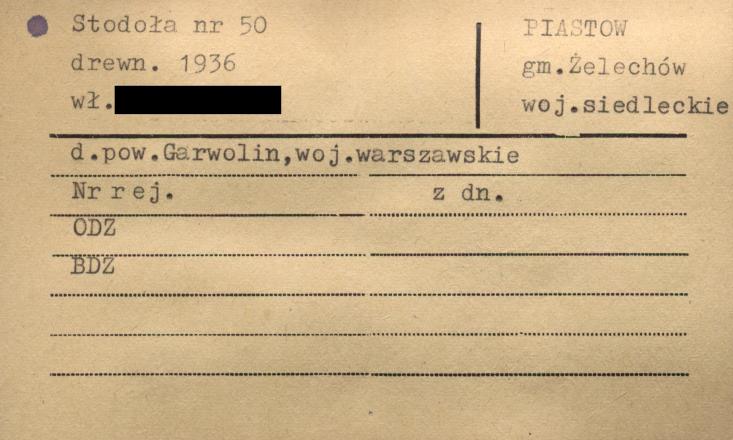 Stodoła nr 50
drewn. 1936
wł.
PIASTOW
gm.Żelechów
woj.siedleckie
d.pow.Garwolin,woj.warszawskie
Nr rej. z dn.
ODZ
BDZ